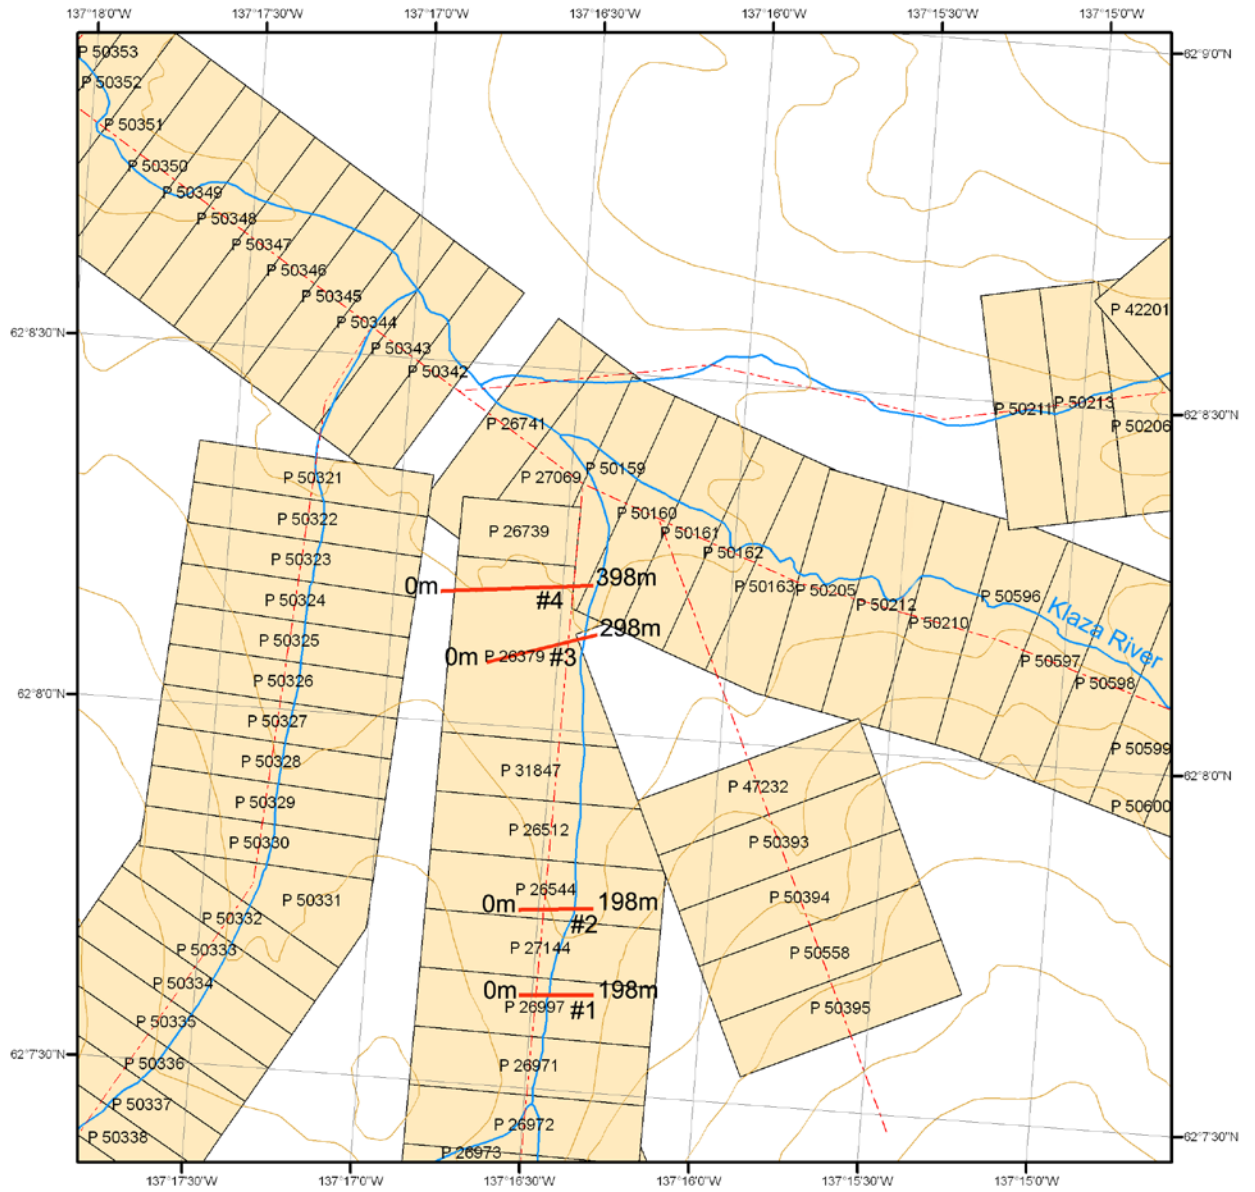 137°18'0"W
137°17'30"W
137°17'0"W
137°16'30"W
137°16'0"W
137°15'30"W
137°15'0"W
62°9'0"N
P 50353
P 50352
P 50351
P 50350
P 50349
P 50348
P 50347
P 50346
P 50345
P 50344
P 50343
P 50342
P 42201
62°8'30"N
P 50211
P 50213
P 50206
62°8'30"N
P 26741
P 27069
P 50159
P 50160
P 50161
P 50162
P 50163
P 50205
P 50212
P 50210
P 50596
Klaza River
P 50597
P 50598
P 50599
P 50600
P 50321
P 50322
P 50323
P 50324
P 50325
P 50326
P 50327
P 50328
P 50329
P 50330
P 50331
P 50332
P 50333
P 50334
P 50335
P 50336
P 50337
P 50338
P 26739
0m
398m
#4
298m
0m
P 26379
#3
62°8'0"N
62°8'0"N
P 31847
P 26512
P 26544
0m
198m
#2
P 27144
0m
198m
P 26997
#1
P 26971
P 26972
P 26973
P 47232
P 50393
P 50394
P 50558
P 50395
62°7'30"N
62°7'30"N
137°17'30"W
137°17'0"W
137°16'30"W
137°16'0"W
137°15'30"W
137°15'0"W